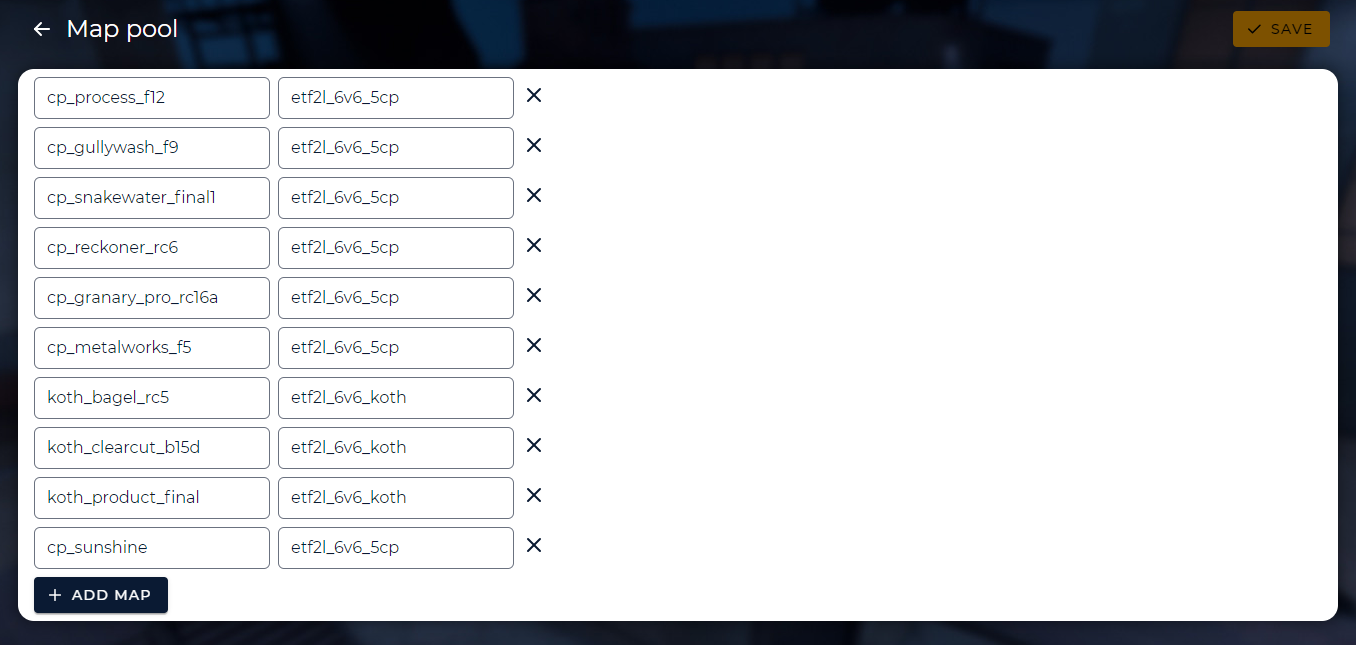 Map pool
SAVE
cp_process_f12 etf2l_6v6_5cp
cp_gullywash_f9 etf2l_6v6_5cp
cp_snakewater_final1 etf2l_6v6_5cp
cp_reckoner_rc6 etf2l_6v6_5cp
cp_granary_pro_rc16a etf2l_6v6_5cp
cp_metalworks_f5 etf2l_6v6_5cp
koth_bagel_rc5 etf2l_6v6_koth
koth_clearcut_b15d etf2l_6v6_koth
koth_product_final etf2l_6v6_koth
cp_sunshine etf2l_6v6_5cp
ADD MAP